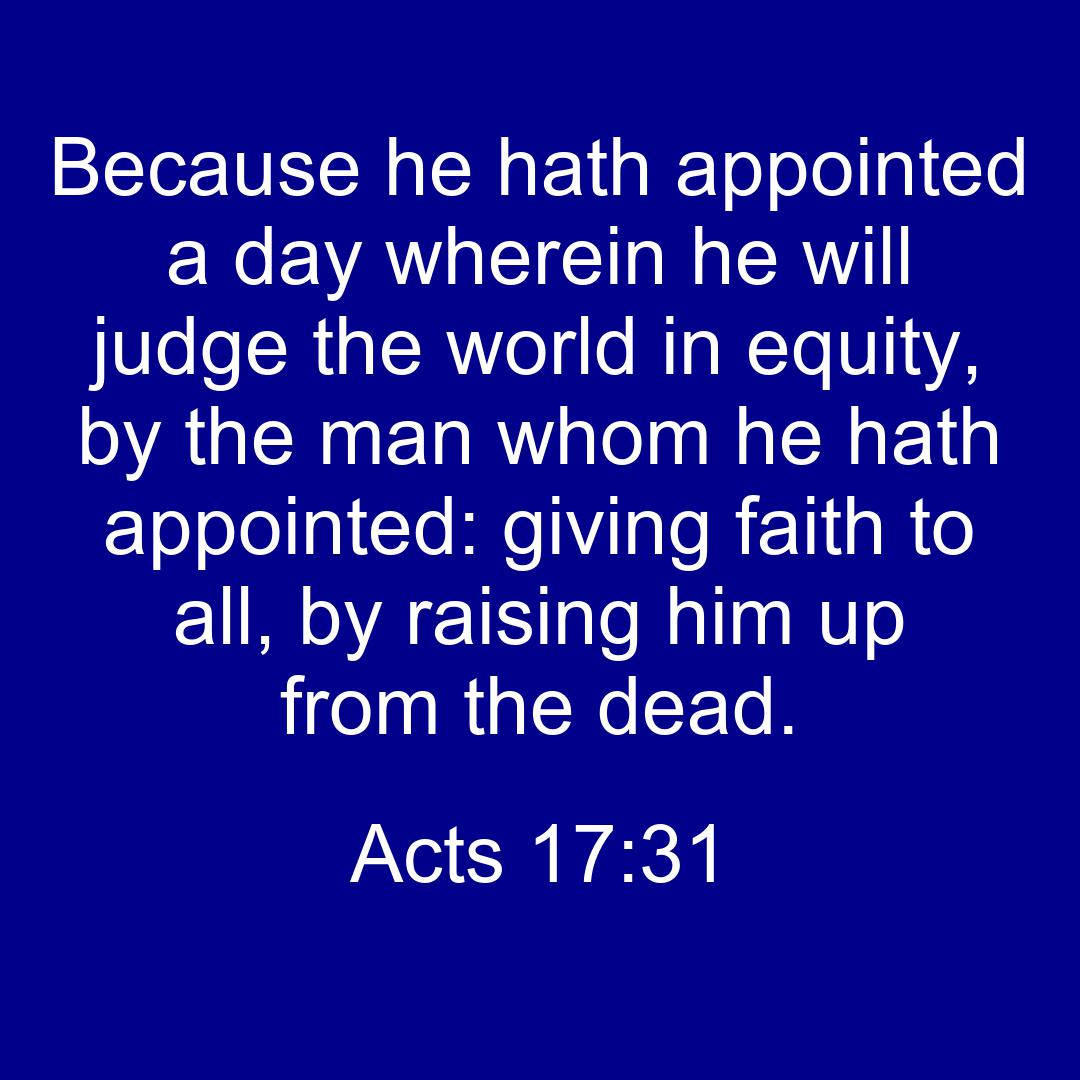 Because he hath appointed
a day wherein he will
judge the world in equity,
by the man whom he hath
appointed: giving faith to
all, by raising him up
from the dead.
Acts 17:31